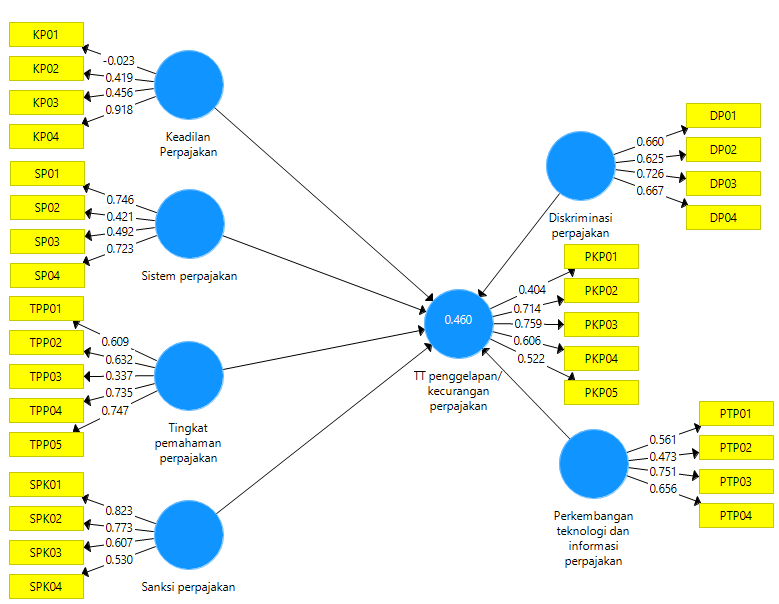 KP01
KP02
KP03
KP04
-0.023
0.419
0.456
0.918
Keadilan
Perpajakan
SP01
SP02
SP03
SP04
0.746
0.421
0.492
0.723
Sistem perpajakan
TPP01
TPP02
TPP03
TPP04
TPP05
0.609
0.632
0.337
0.735
0.747
Tingkat
pemahaman
perpajakan
SPK01
SPK02
SPK03
SPK04
0.823
0.773
0.607
0.530
Sanksi perpajakan
0.460
TT penggelapan/
kecurangan
perpajakan
0.404
0.714
0.759
0.606
0.522
PKP01
PKP02
PKP03
PKP04
PKP05
Diskriminasi
perpajakan
0.660
0.625
0.726
0.667
DP01
DP02
DP03
DP04
Perkembangan
teknologi dan
informasi
perpajakan
0.561
0.473
0.751
0.656
PTP01
PTP02
PTP03
PTP04